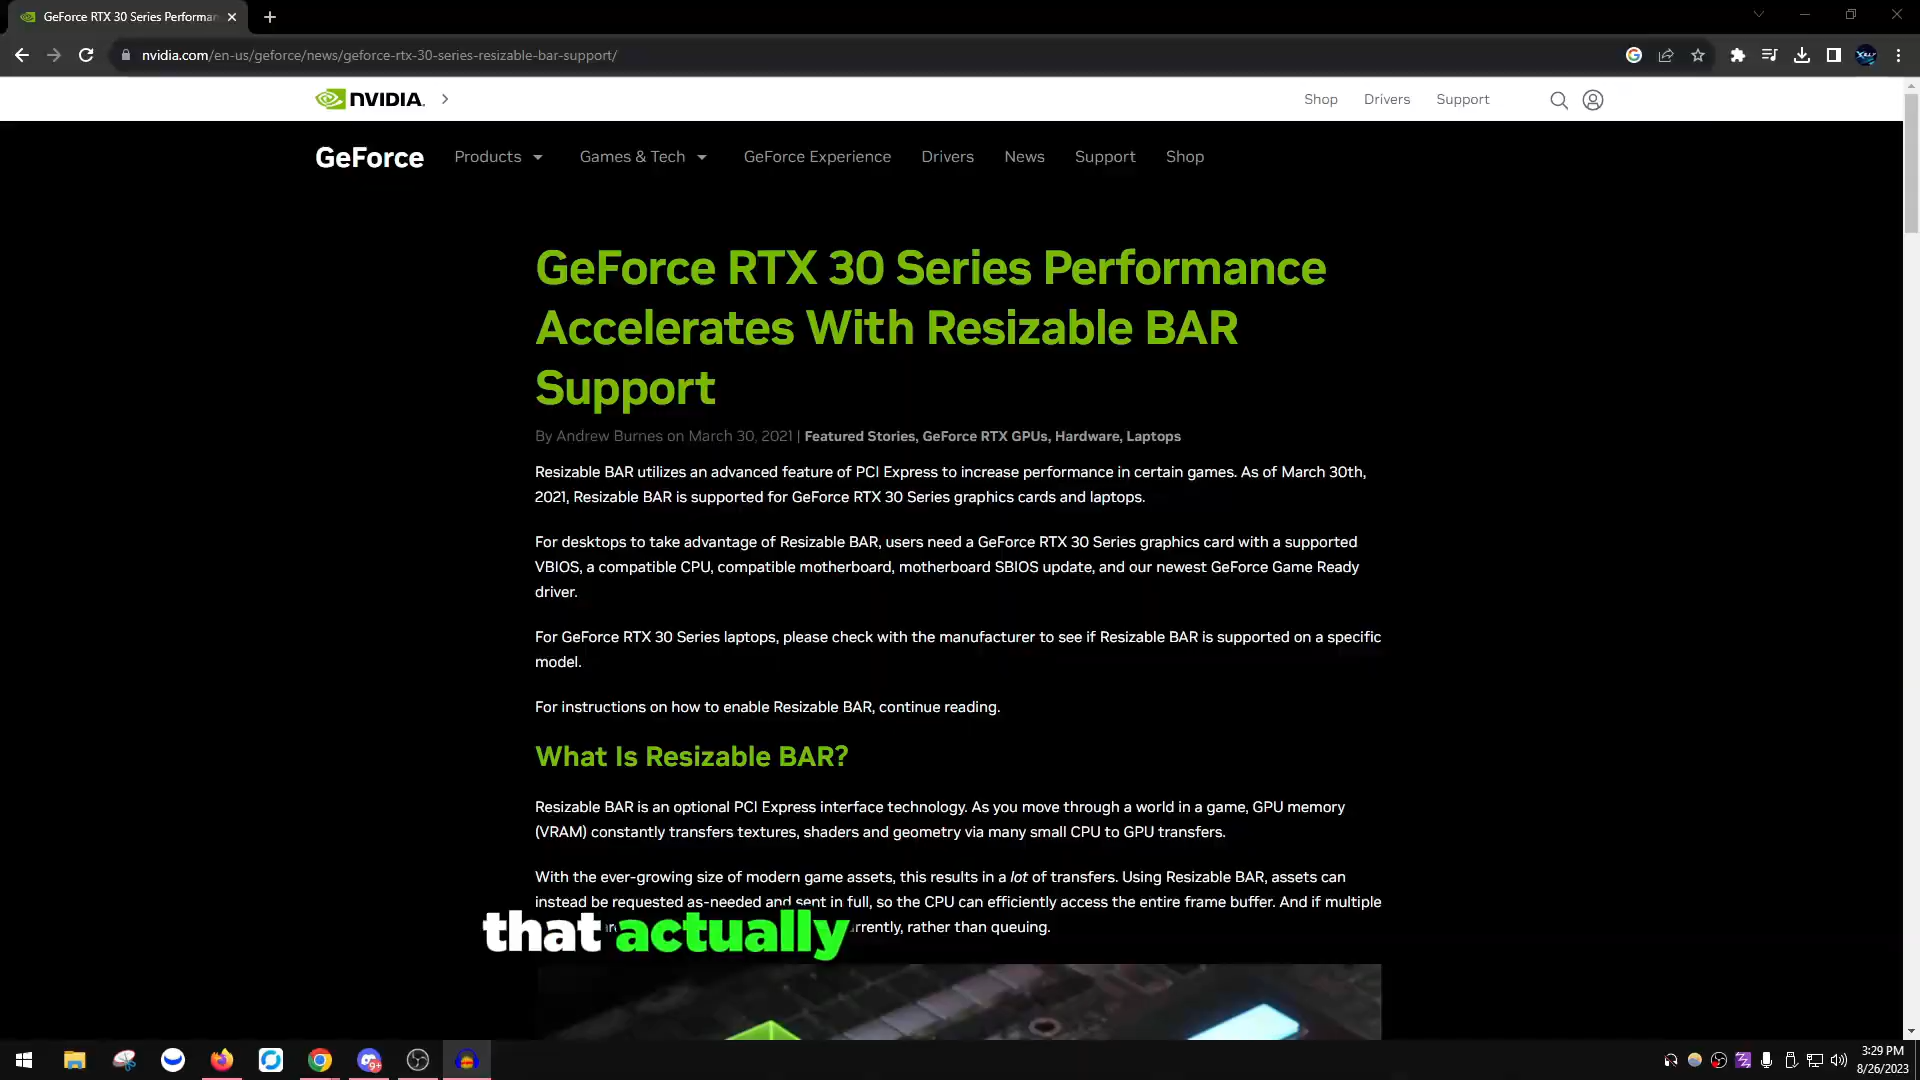 GeForce RTX 30 Series Performan
nvidia.com/en-us/geforce/news/geforce-rtx-30-series-resizable-bar-support/
NVIDIA.
Shop Drivers Support
GeForce Products Games & Tech GeForce Experience Drivers News Support Shop
GeForce RTX 30 Series Performance
Accelerates With Resizable BAR
Support
By Andrew Burnes on March 30, 2021 | Featured Stories, GeForce RTX GPUs, Hardware, Laptops
Resizable BAR utilizes an advanced feature of PCI Express to increase performance in certain games. As of March 30th,
2021, Resizable BAR is supported for GeForce RTX 30 Series graphics cards and laptops.
For desktops to take advantage of Resizable BAR, users need a GeForce RTX 30 Series graphics card with a supported
VBIOS, a compatible CPU, compatible motherboard, motherboard SBIOS update, and our newest GeForce Game Ready
driver.
For GeForce RTX 30 Series laptops, please check with the manufacturer to see if Resizable BAR is supported on a specific
model.
For instructions on how to enable Resizable BAR, continue reading.
What Is Resizable BAR?
Resizable BAR is an optional PCI Express interface technology. As you move through a world in a game, GPU memory
(VRAM) constantly transfers textures, shaders and geometry via many small CPU to GPU transfers.
With the ever-growing size of modern game assets, this results in a lot of transfers. Using Resizable BAR, assets can
instead be requested as-needed and sent in full, so the CPU can efficiently access the entire frame buffer. And if multiple
rrently, rather than queuing.
that actually
9+
3:29 PM
8/26/2023